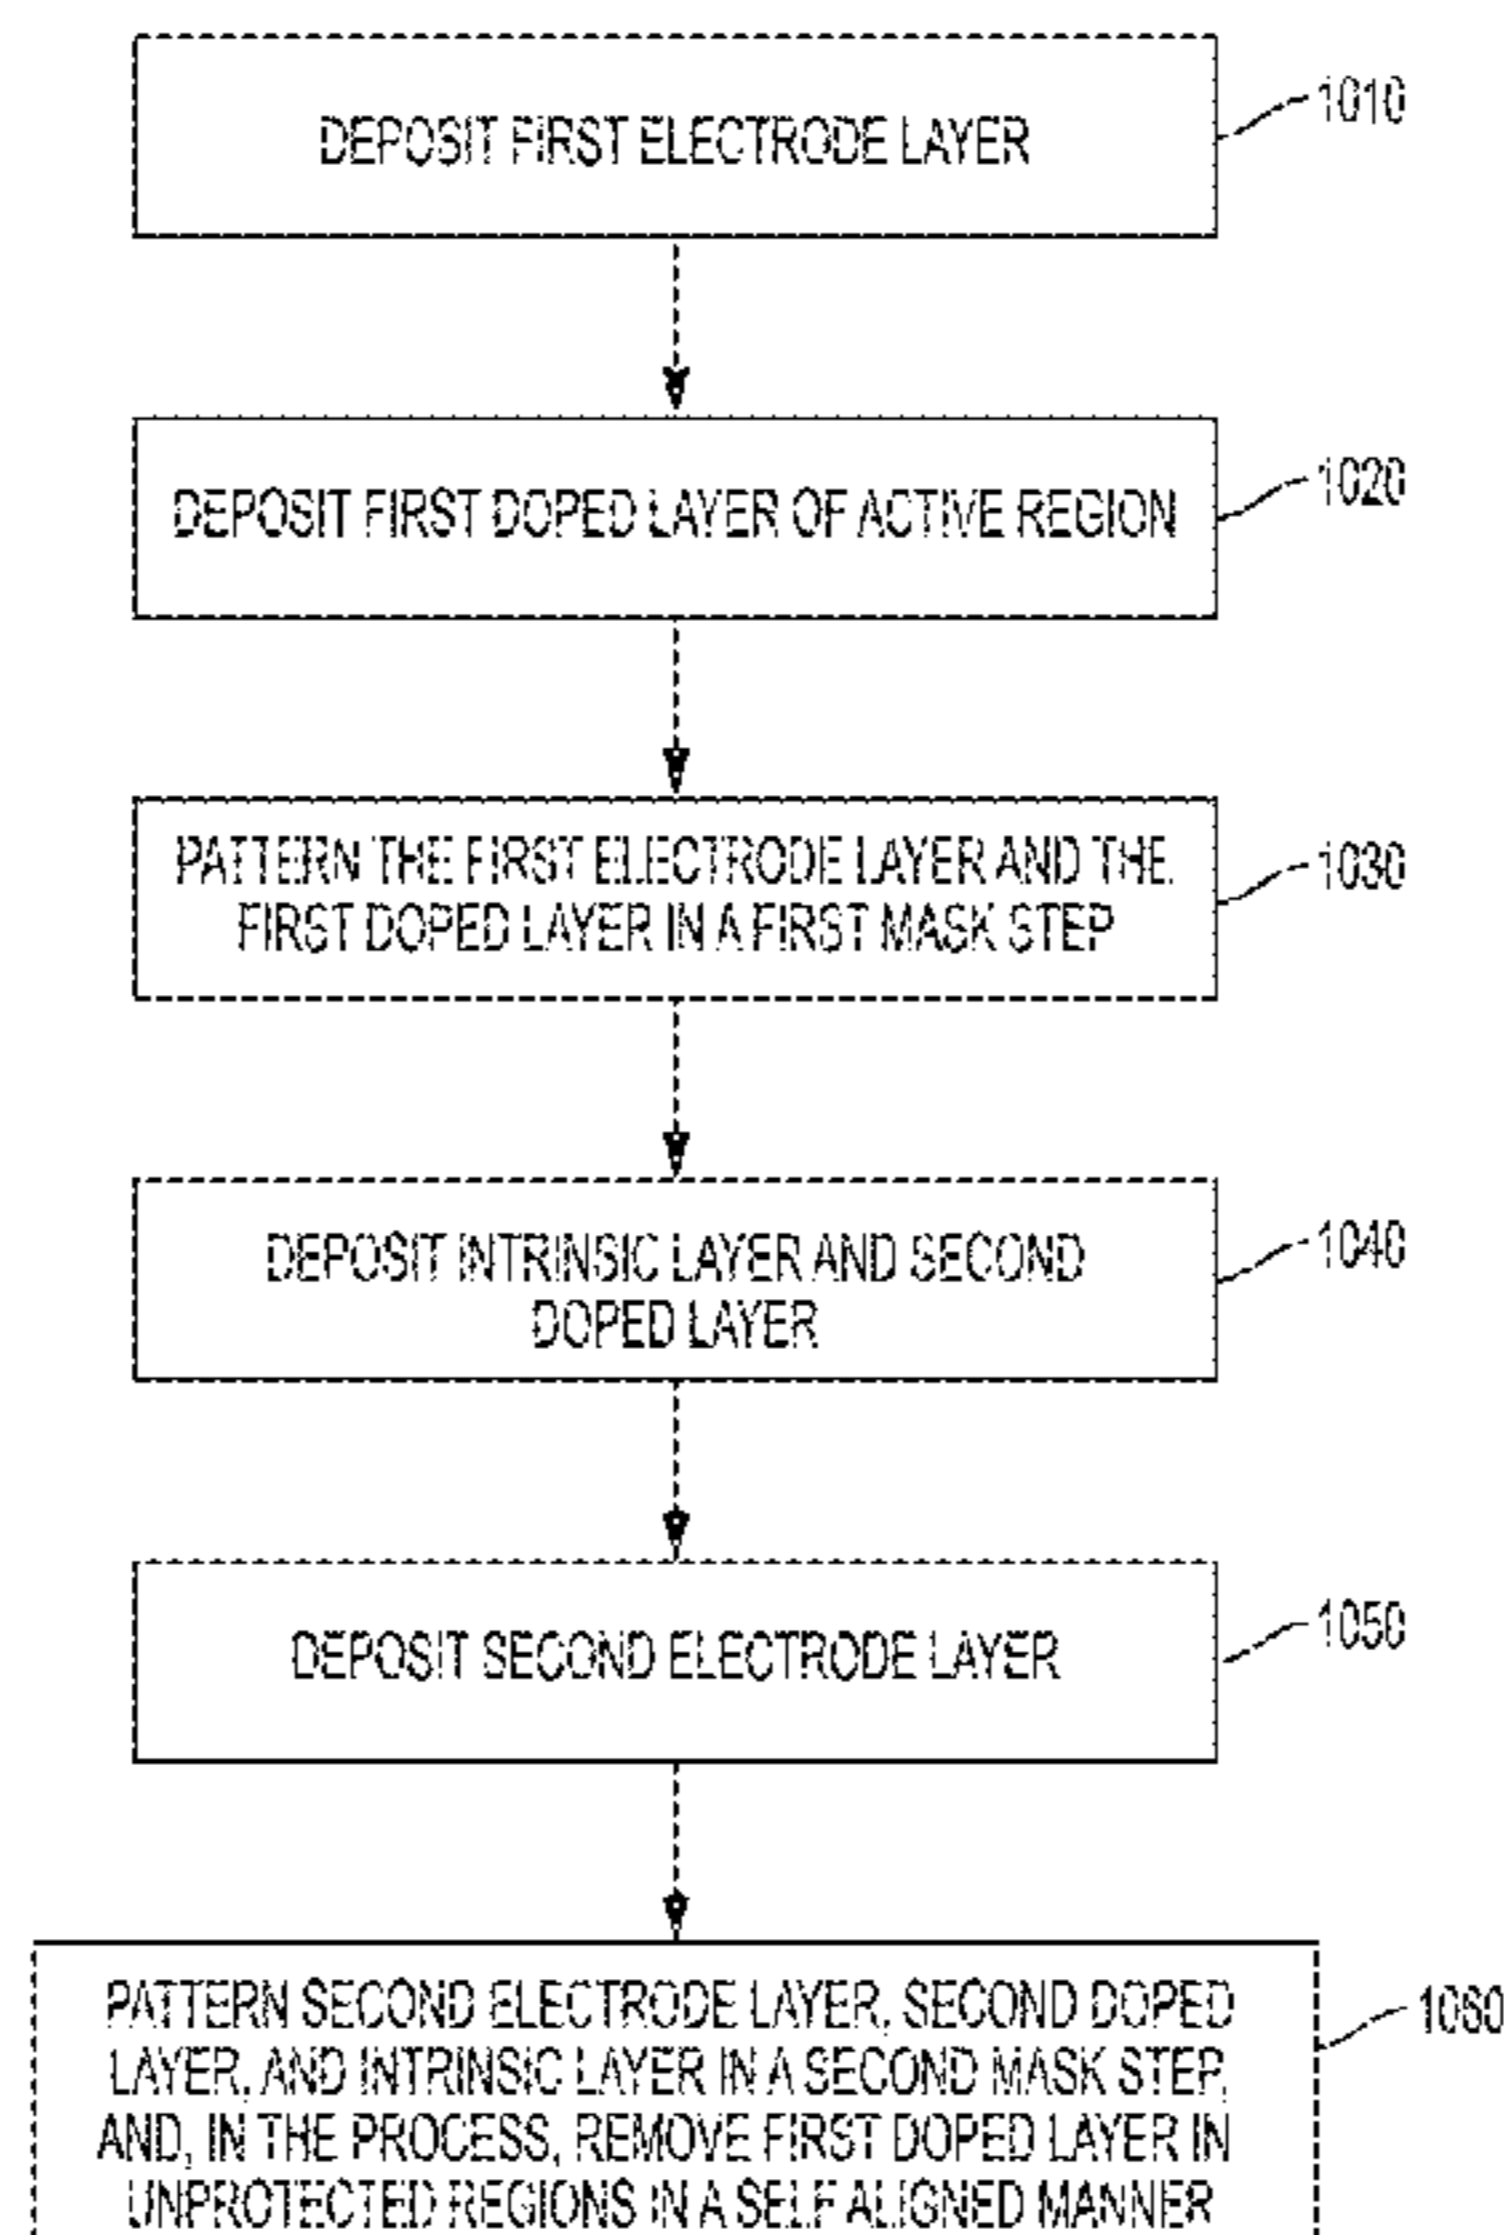 DEPOSIT FIRST ELECTRODE LAYER
1010
DEPOSIT FIRST DOPED LAYER OF ACTIVE REGION
1020
PATTERN THE FIRST ELECTRODE LAYER AND THE
FIRST DOPED LAYER IN A FIRST MASK STEP
1030
DEPOSIT INTRINSIC LAYER AND SECOND
DOPED LAYER
1040
DEPOSIT SECOND ELECTRODE LAYER
1050
PATTERN SECOND ELECTRODE LAYER, SECOND DOPED
LAYER, AND INTRINSIC LAYER IN A SECOND MASK STEP,
AND, IN THE PROCESS, REMOVE FIRST DOPED LAYER IN
UNPROTECTED REGIONS IN A SELF ALIGNED MANNER
1060